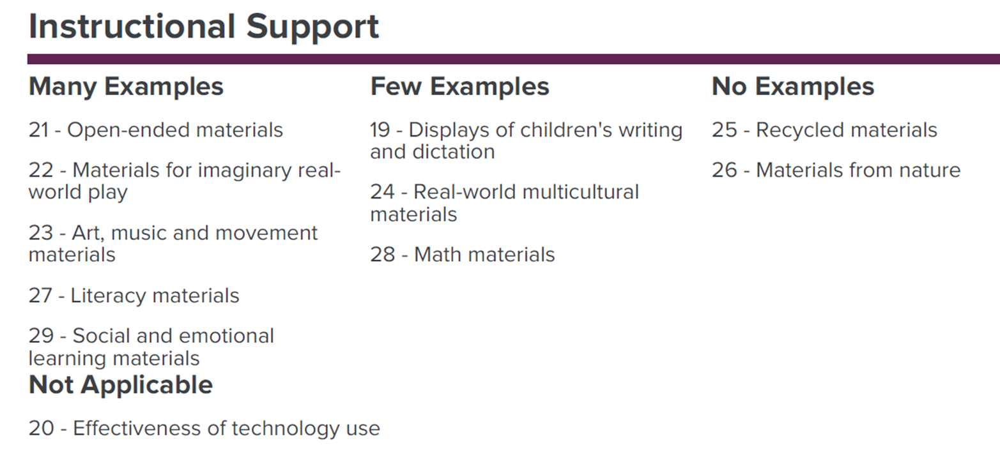 Instructional Support
Many Examples
21 - Open-ended materials
22 - Materials for imaginary real-
world play
23 - Art, music and movement
materials
27 - Literacy materials
29 - Social and emotional
learning materials
Few Examples
19 - Displays of children's writing
and dictation
24 - Real-world multicultural
materials
28 - Math materials
No Examples
25 - Recycled materials
26 - Materials from nature
Not Applicable
20 - Effectiveness of technology use